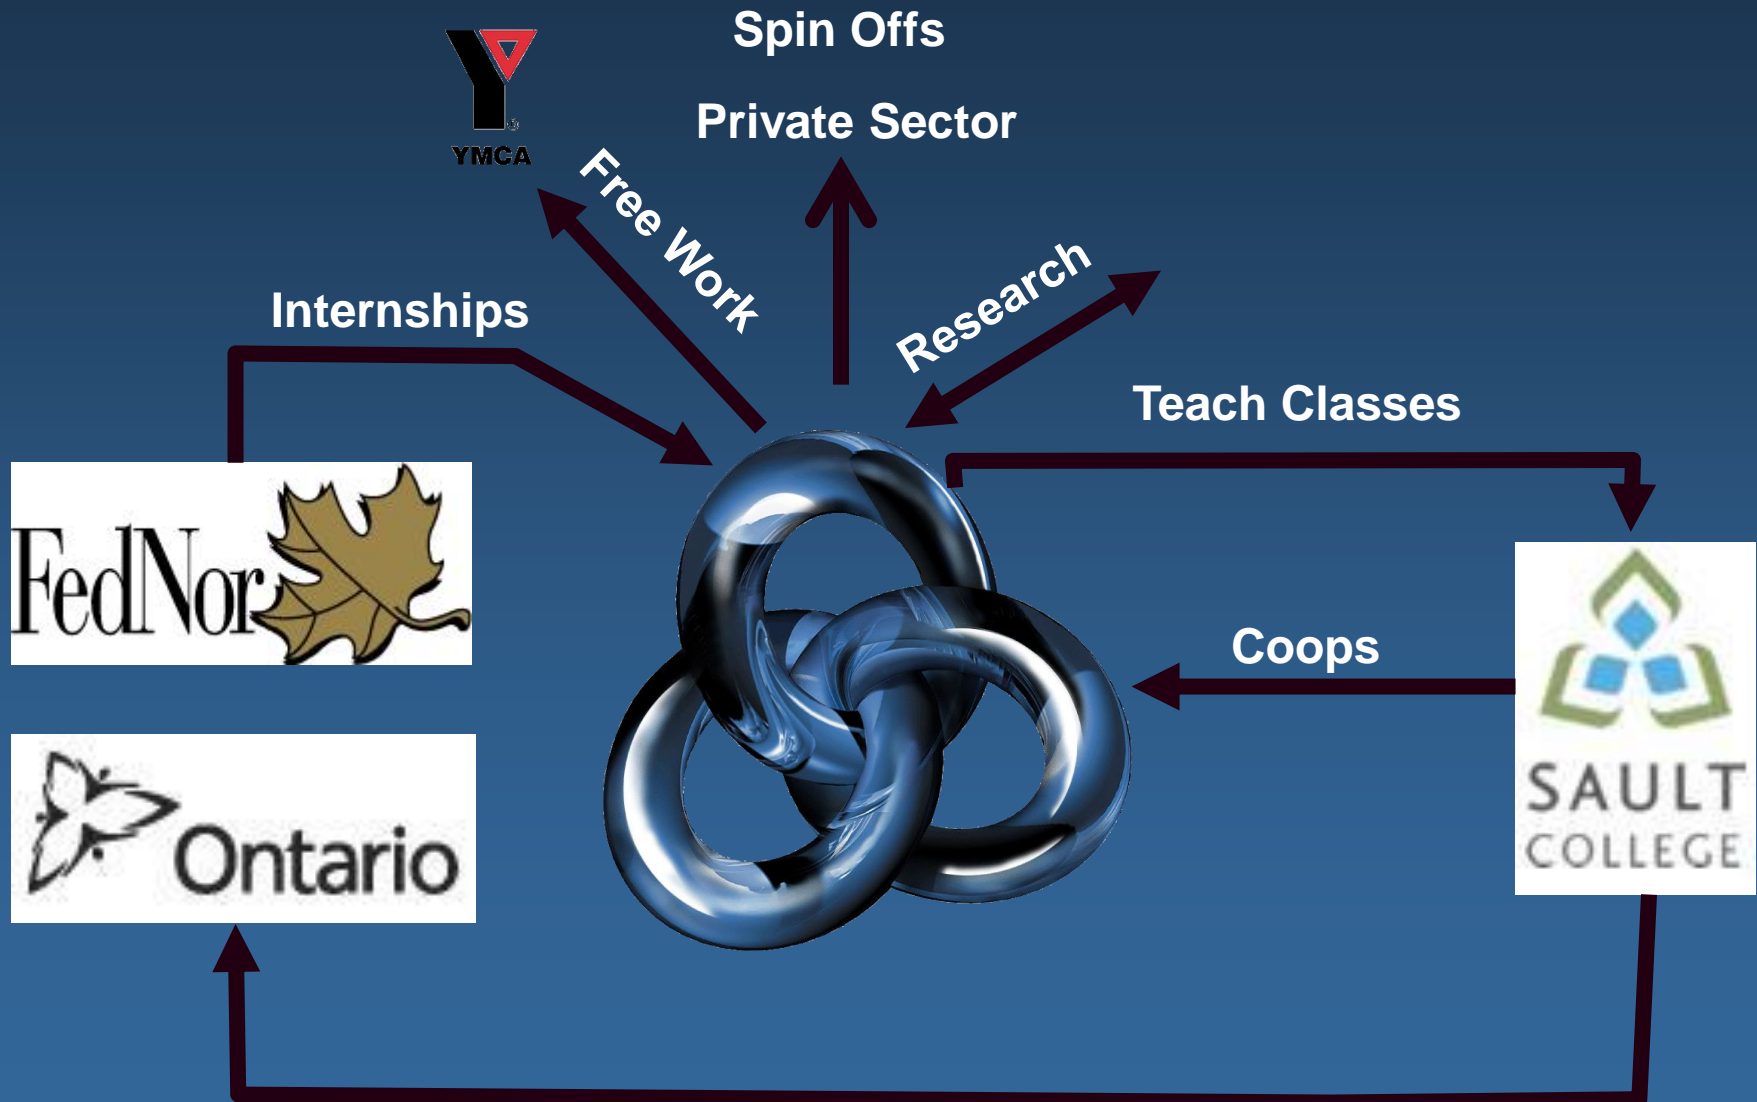 Spin Offs
Private Sector
YMCA
Free Work
Research
Internships
Teach Classes
FedNor
Coops
Ontario
SAULT
COLLEGE